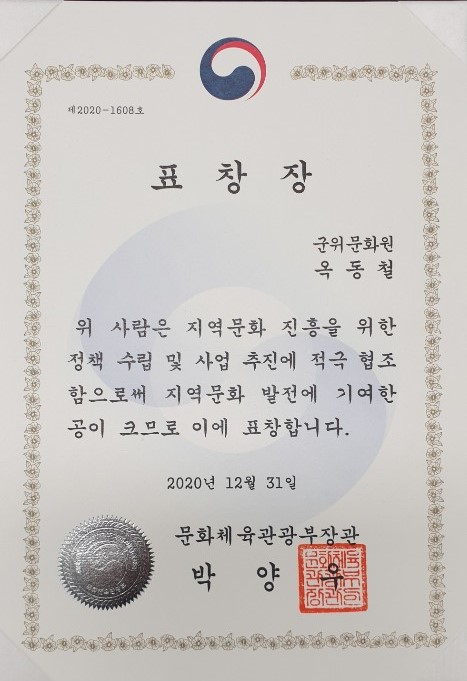 제2020-1608호
표 창 장
군위문화원
옥 동 철
위 사람은 지역문화 진흥을 위한
정책 수립 및 사업 추진에 적극 협조
함으로써 지역문화 발전에 기여한
공이 크므로 이에 표창합니다.
2020년 12월 31일
문화체육관광부장관
박 양 우